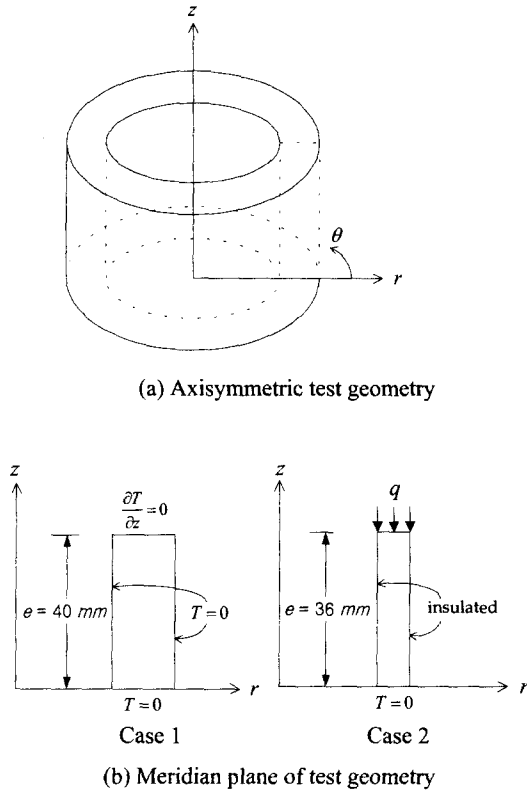 z
θ
r
(a) Axisymmetric test geometry
z
∂T/∂z=0
e = 40 mm
T=0
r
T=0
Case 1
z
q
e = 36 mm
insulated
r
T=0
Case 2
(b) Meridian plane of test geometry